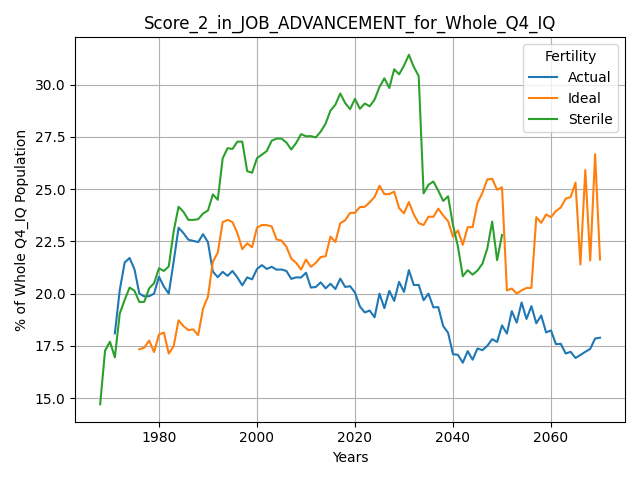 Score_2_in_JOB_ADVANCEMENT_for_Whole_Q4_IQ
Fertility
Actual
Ideal
Sterile
% of Whole Q4_IQ Population
30.0
27.5
25.0
22.5
20.0
17.5
15.0
1980
2000
2020
2040
2060
Years